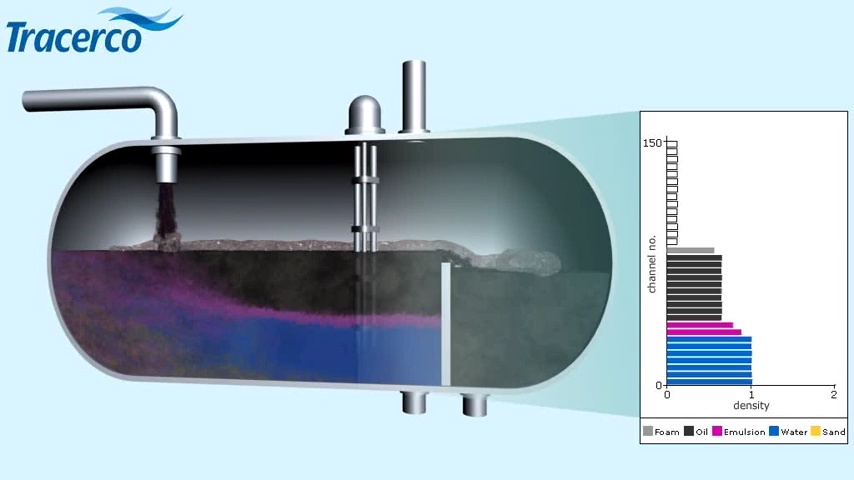 Tracerco
150
channel no.
0
0 1 2
density
Foam Oil Emulsion Water Sand